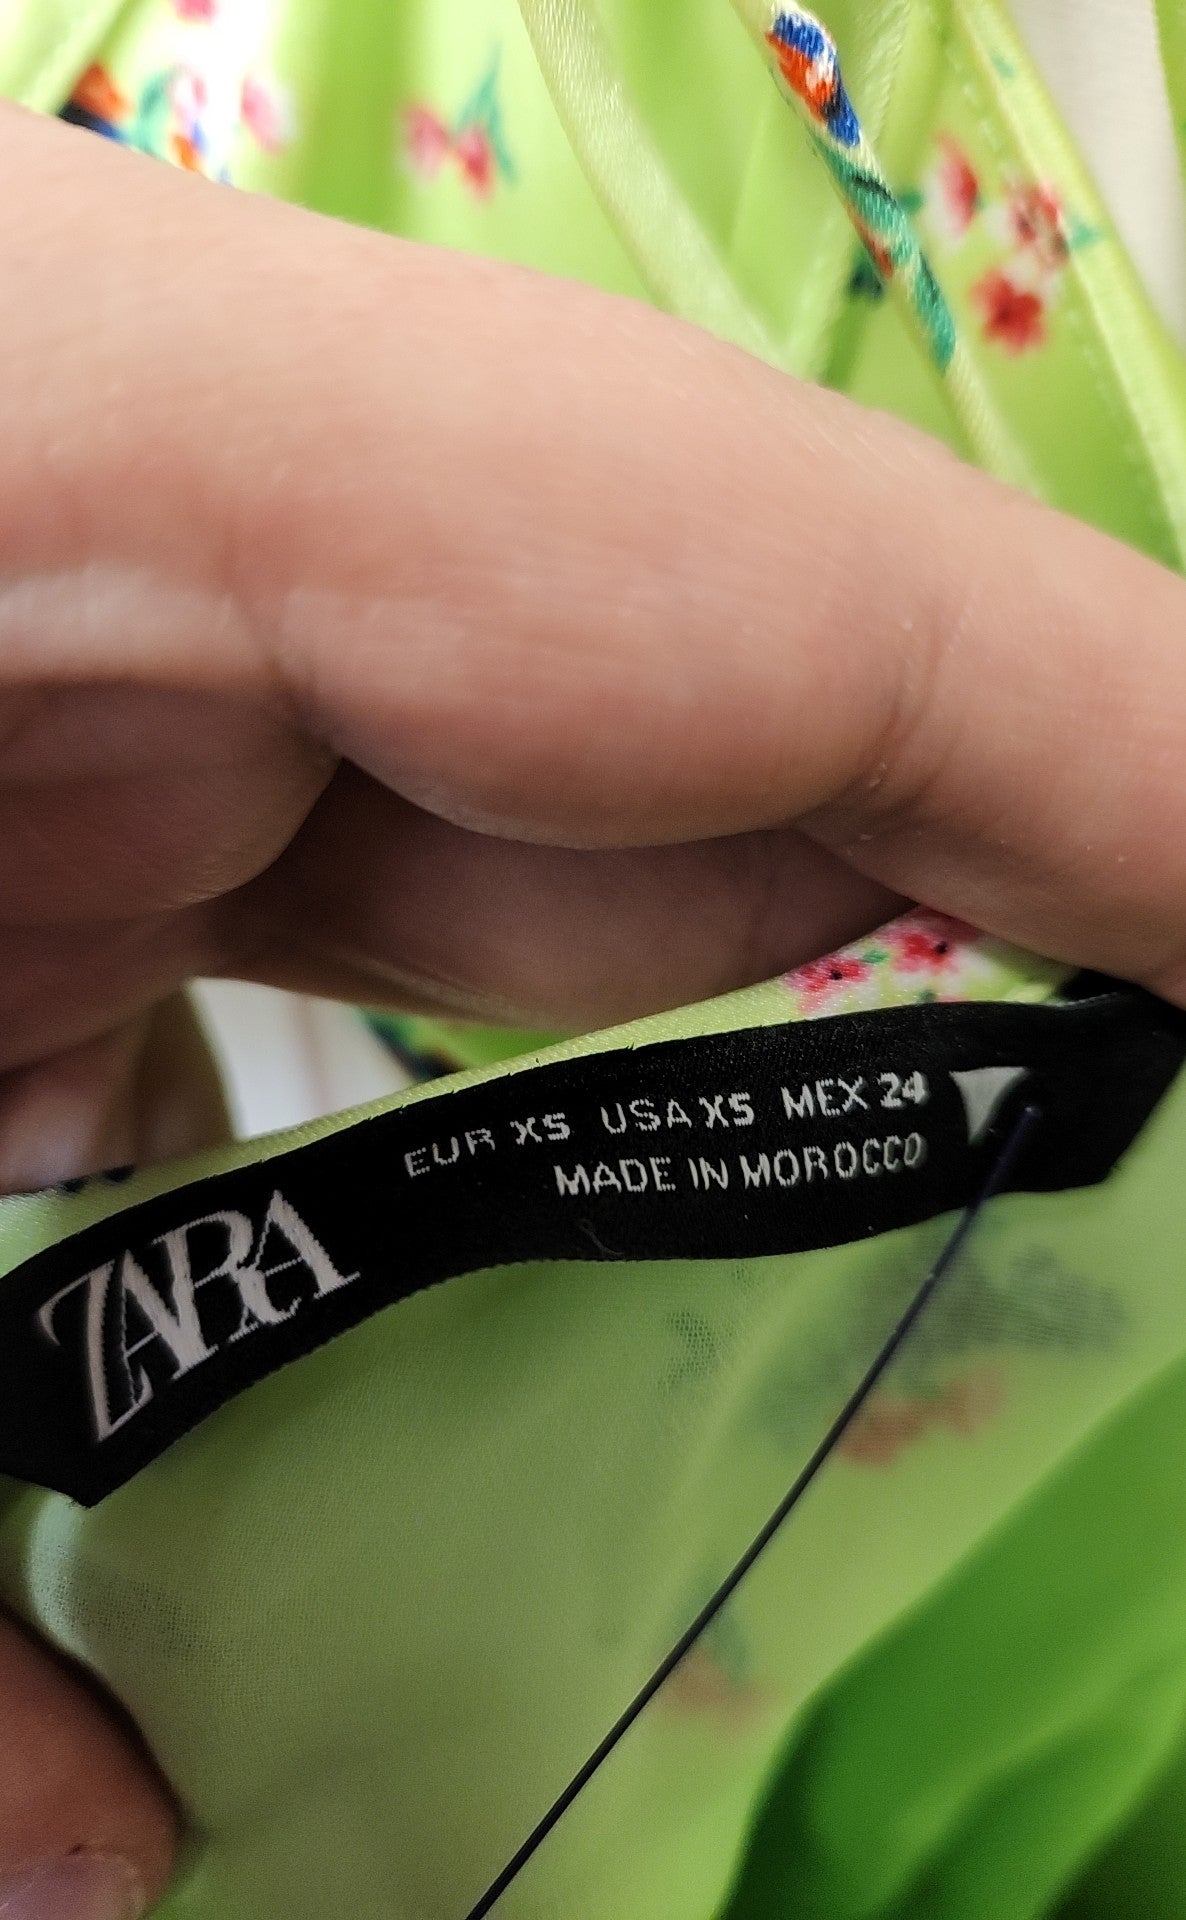 ZARA
EUR XS USA XS MEX 24
MADE IN MOROCCO